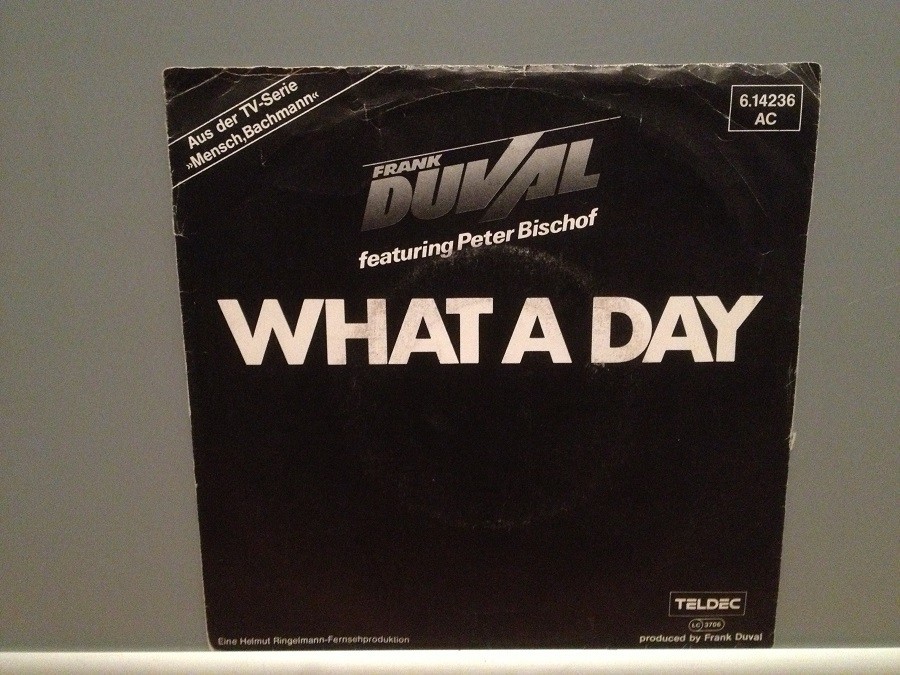 Aus der TV-Serie
»Mensch,Bachmann«
6.14236
AC
FRANK
DUVAL
featuring Peter Bischof
WHAT A DAY
TELDEC
LC 3706
Eine Helmut Ringelmann-Fernsehproduktion
produced by Frank Duval